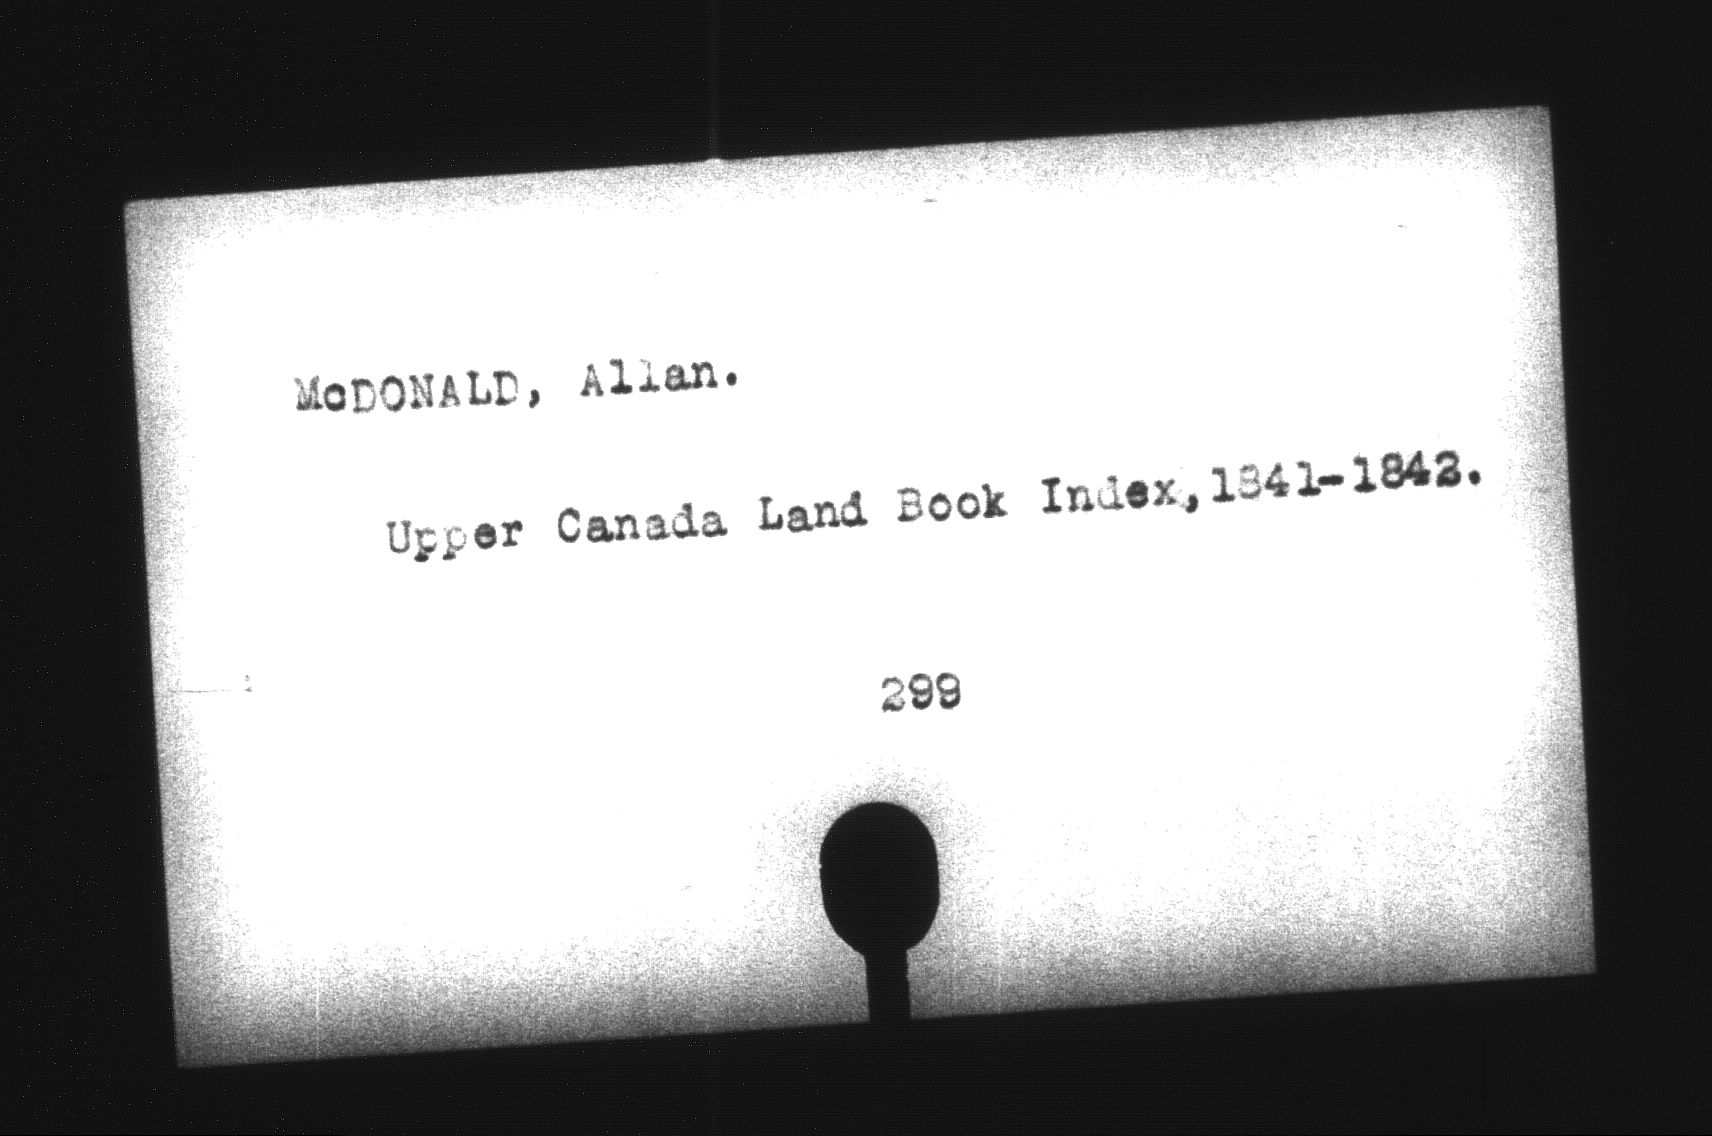 McDONALD, Allan.
Upper Canada Land Book Index, 1841-1842.
299